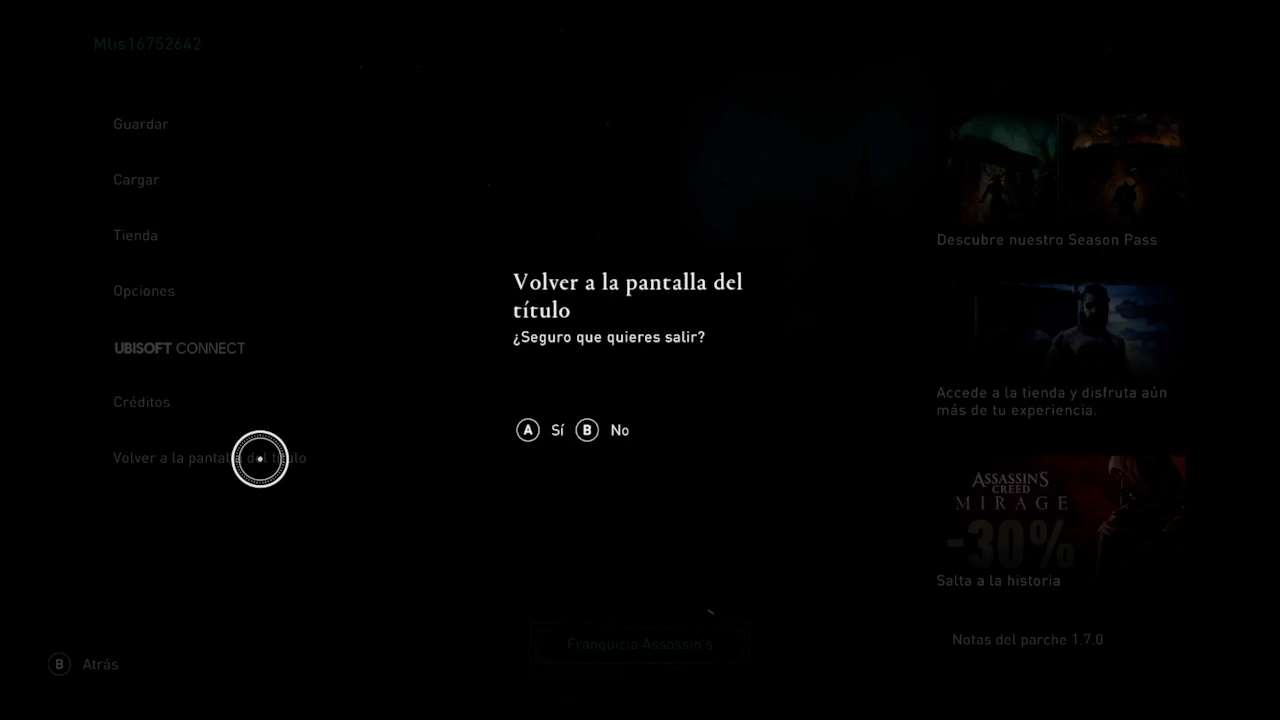 Mlis16752642
Guardar
Cargar
Tienda
Opciones
UBISOFT CONNECT
Créditos
Volver a la pantalla del título
Volver a la pantalla del
título
¿Seguro que quieres salir?
A Sí B No
Descubre nuestro Season Pass
Accede a la tienda y disfruta aún
más de tu experiencia.
ASSASSIN'S
CREED
MIRAGE
-30%
Salta a la historia
Notas del parche 1.7.0
Franquicia Assassin's
B Atrás